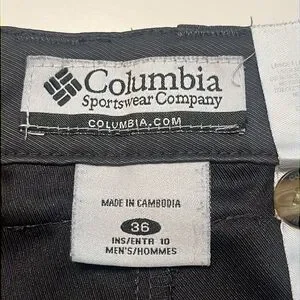 Columbia
Sportswear Company
COLUMBIA.COM
MADE IN CAMBODIA
36
INS/ENTR 10
MEN'S/HOMMES